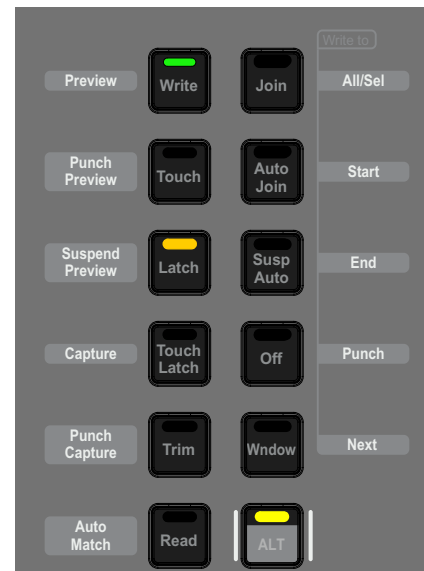 Write to
Preview
Write
Join
All/Sel
Punch
Preview
Touch
Auto
Join
Start
Suspend
Preview
Latch
Susp
Auto
End
Capture
Touch
Latch
Off
Punch
Punch
Capture
Trim
Wndow
Next
Auto
Match
Read
ALT